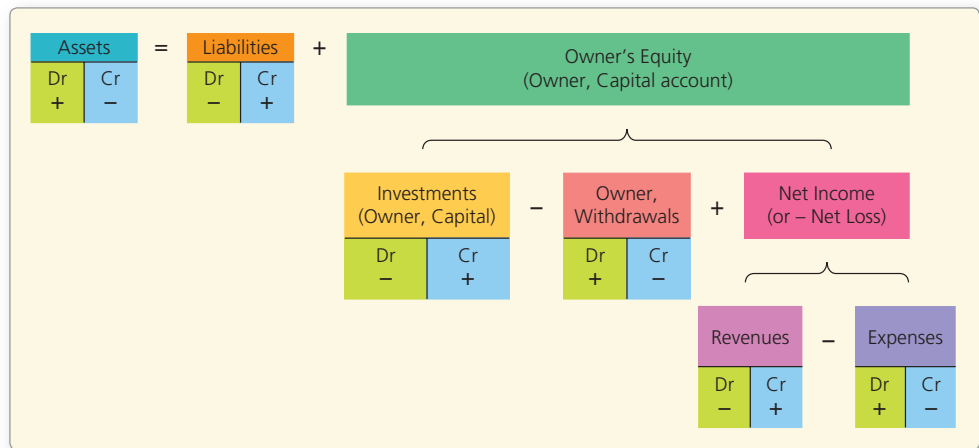 Assets = Liabilities + Owner's Equity
(Owner, Capital account)
Dr Cr Dr Cr
+ – – +
Investments
(Owner, Capital)
–
Owner,
Withdrawals
+
Net Income
(or – Net Loss)
Dr Cr Dr Cr
– + + –
Revenues – Expenses
Dr Cr Dr Cr
– + + –